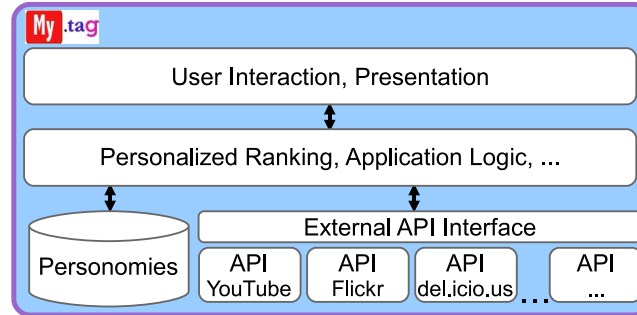 My.tag
User Interaction, Presentation
Personalized Ranking, Application Logic, ...
External API Interface
Personomies
API
YouTube
API
Flickr
API
del.icio.us
...
API
...